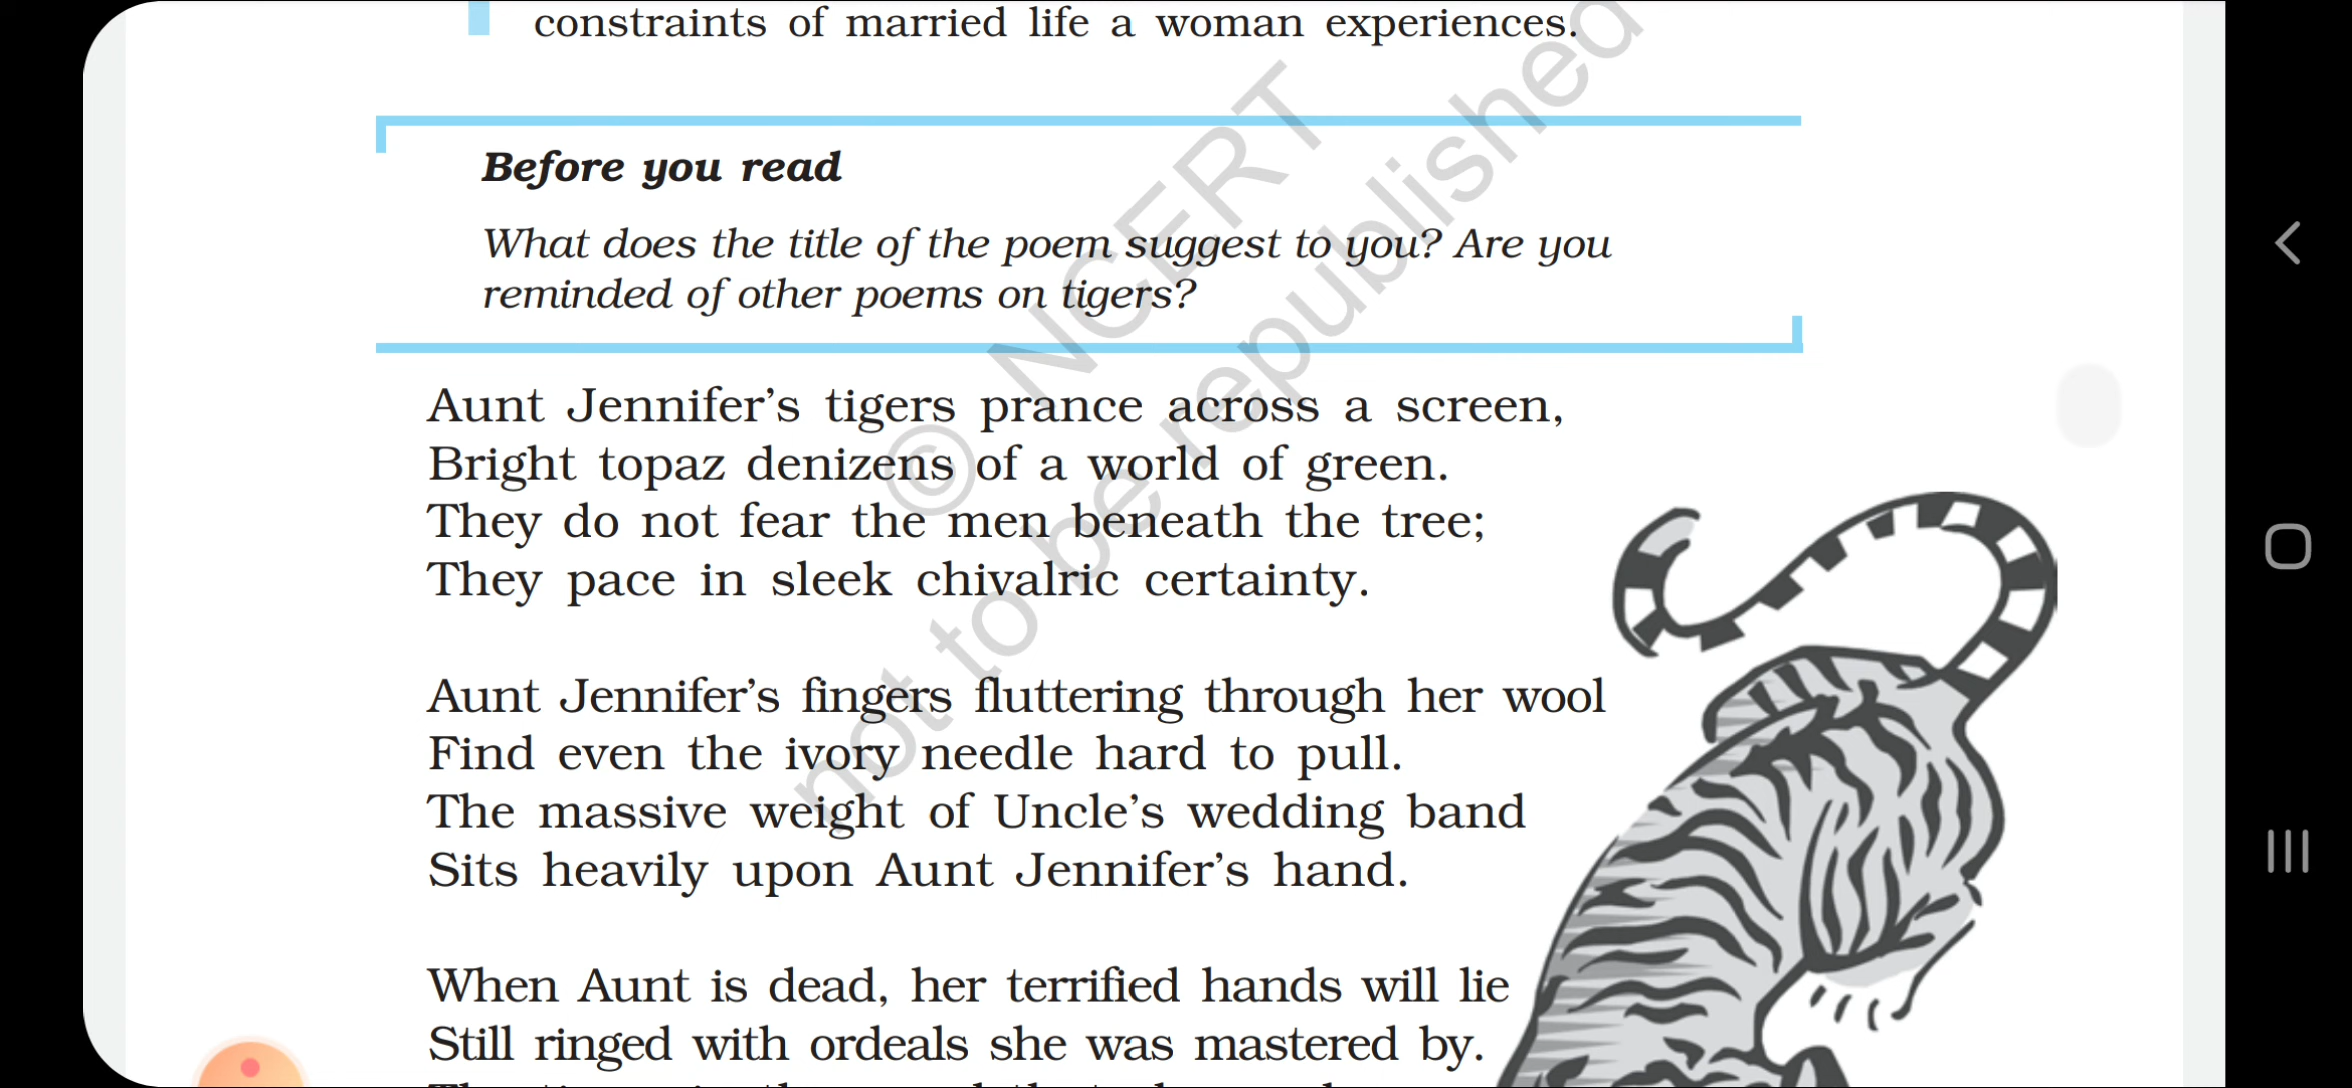 constraints of married life a woman experiences.
Before you read
What does the title of the poem suggest to you? Are you
reminded of other poems on tigers?
Aunt Jennifer’s tigers prance across a screen,
Bright topaz denizens of a world of green.
They do not fear the men beneath the tree;
They pace in sleek chivalric certainty.
Aunt Jennifer’s fingers fluttering through her wool
Find even the ivory needle hard to pull.
The massive weight of Uncle’s wedding band
Sits heavily upon Aunt Jennifer’s hand.
When Aunt is dead, her terrified hands will lie
Still ringed with ordeals she was mastered by.
© NCERT
not to be republished